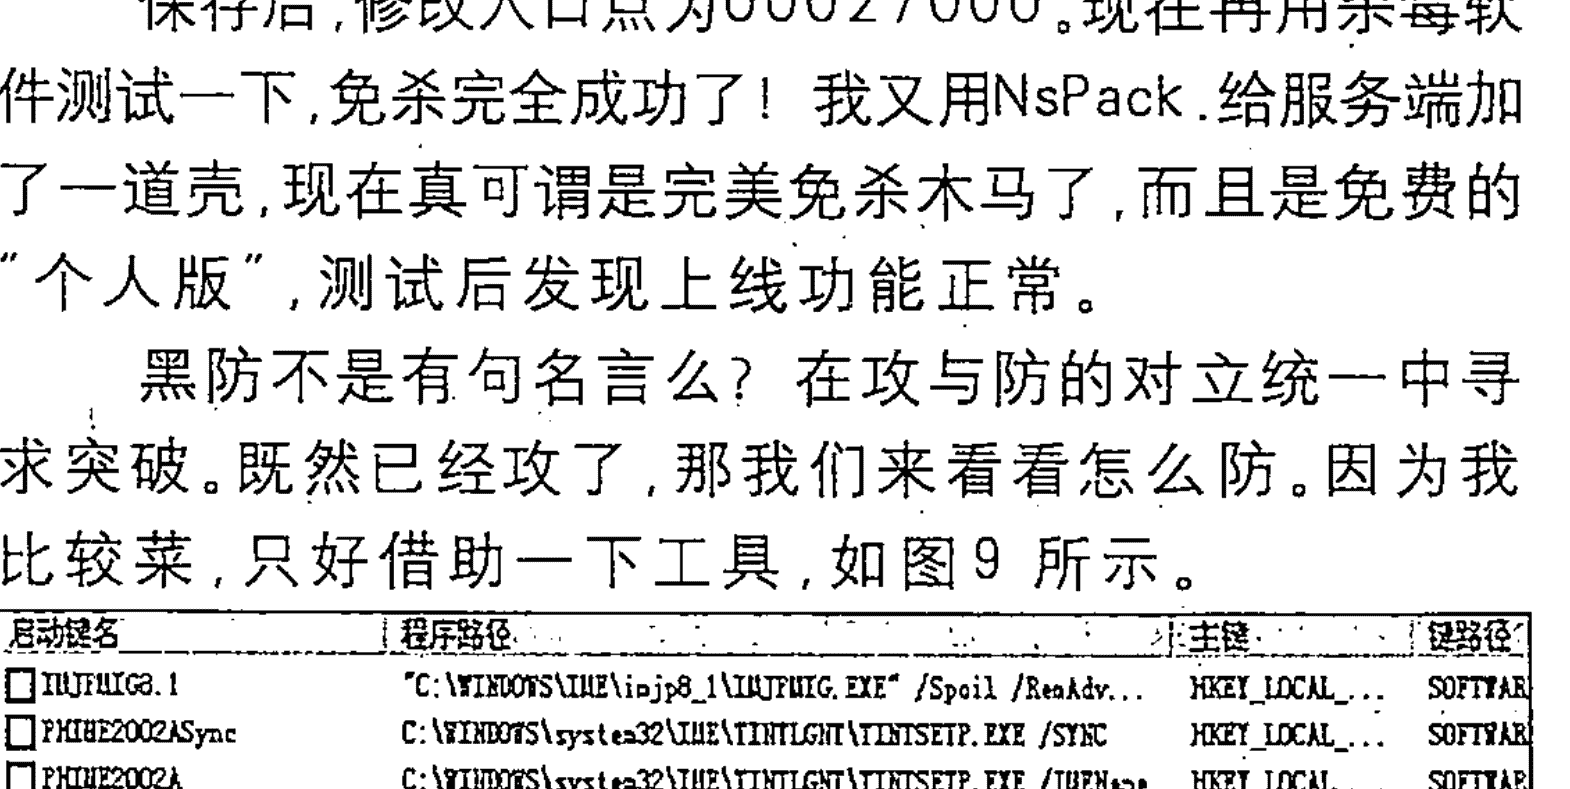 保存后,修改入口点为00027000。现在再用杀毒软
件测试一下,免杀完全成功了! 我又用NsPack.给服务端加
了一道壳,现在真可谓是完美免杀木马了,而且是免费的
"个人版",测试后发现上线功能正常。
黑防不是有句名言么? 在攻与防的对立统一中寻
求突破。既然已经攻了,那我们来看看怎么防。因为我
比较菜,只好借助一下工具,如图9 所示。
启动键名 程序路径 主键 键路径
IMJPMIG8.1 "C:\WINDOWS\IME\imjp8_1\IMJPMIG.EXE" /Spoil /RemAdv... HKEY_LOCAL_... SOFTWAR
PHIME2002ASync C:\WINDOWS\system32\IME\TINTLGNT\TINTSETP.EXE /SYNC HKEY_LOCAL_... SOFTWAR
PHIME2002A C:\WINDOWS\system32\IME\TINTLGNT\TINTSETP.EXE /IMEName HKEY_LOCAL_... SOFTWAR